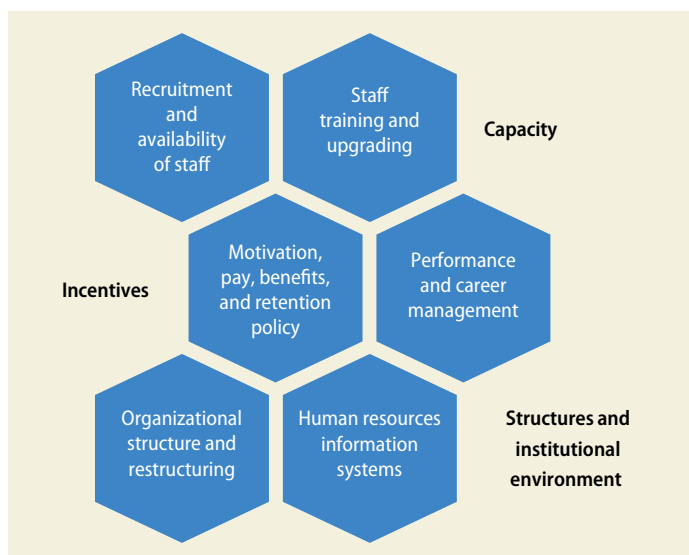 Recruitment
and
availability
of staff
Staff
training and
upgrading
Capacity
Incentives
Motivation,
pay, benefits,
and retention
policy
Performance
and career
management
Organizational
structure and
restructuring
Human resources
information
systems
Structures and
institutional
environment